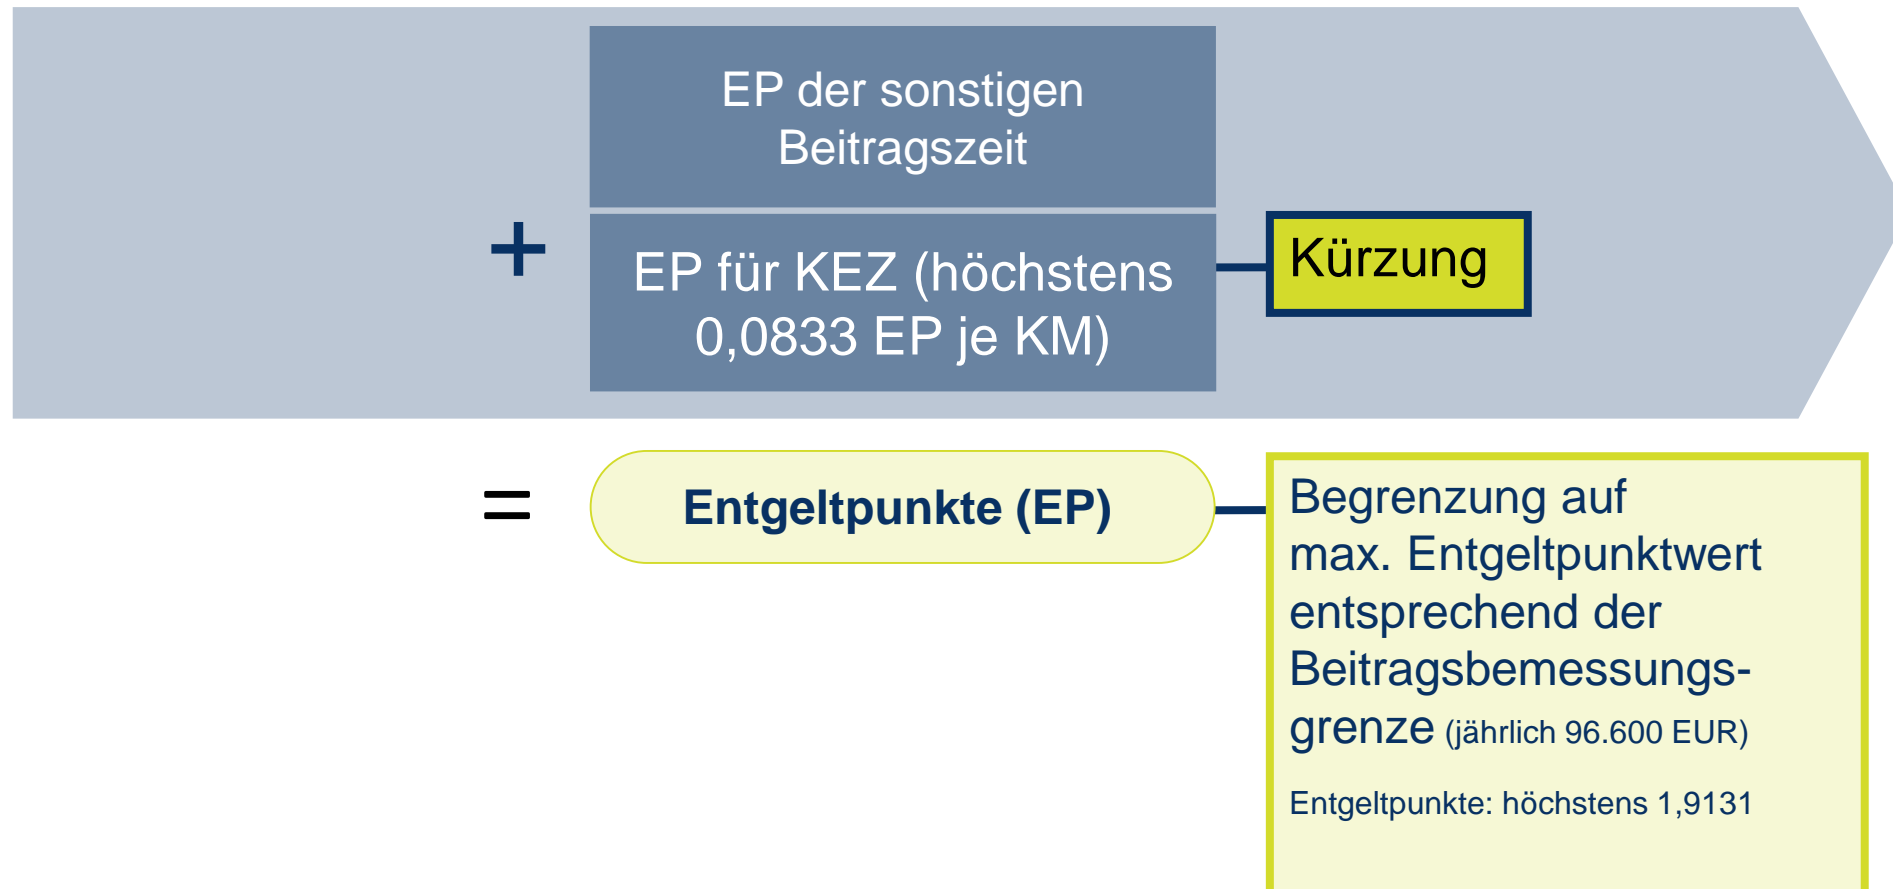 EP der sonstigen
Beitragszeit
+
EP für KEZ (höchstens
0,0833 EP je KM)
Kürzung
=
Entgeltpunkte (EP)
Begrenzung auf
max. Entgeltpunktwert
entsprechend der
Beitragsbemessungs-
grenze (jährlich 96.600 EUR)
Entgeltpunkte: höchstens 1,9131